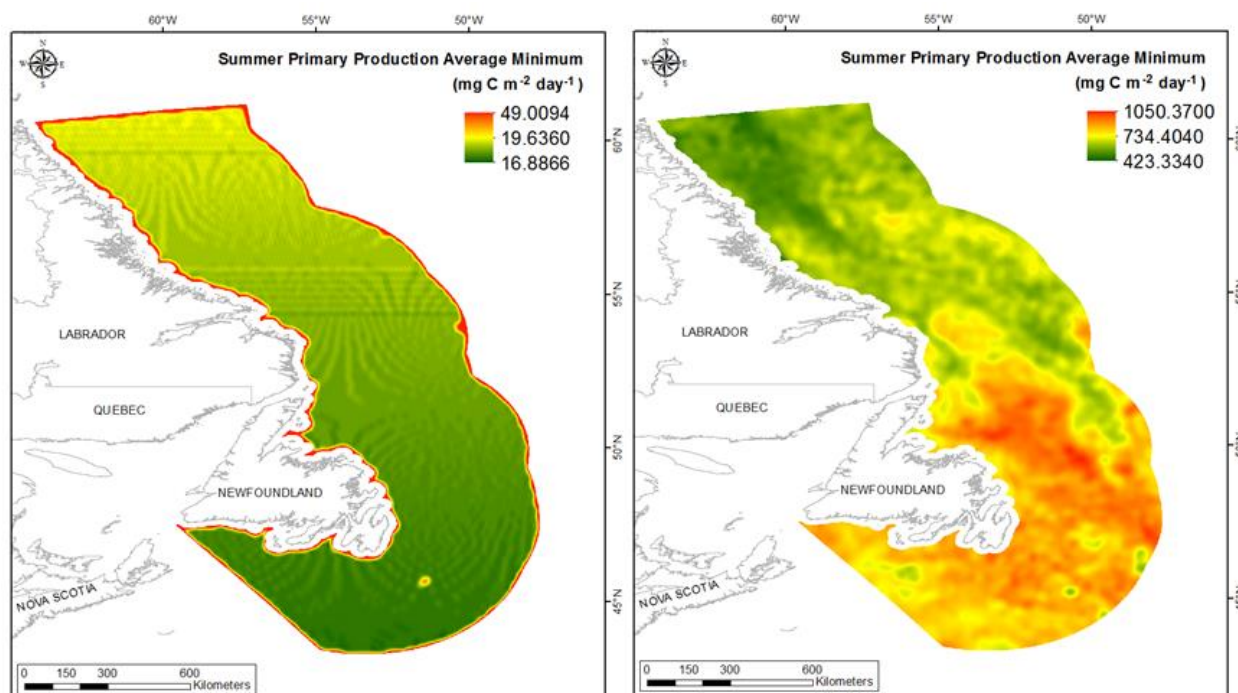 60°W 55°W 50°W
N
W E
S
Summer Primary Production Average Minimum
(mg C m⁻² day⁻¹)
49.0094
19.6360
16.8866
60°N
55°N
LABRADOR
QUEBEC
50°N
NEWFOUNDLAND
NOVA SCOTIA
45°N
0 150 300 600
Kilometers
60°W 55°W 50°W
N
W E
S
Summer Primary Production Average Minimum
(mg C m⁻² day⁻¹)
1050.3700
734.4040
423.3340
LABRADOR
QUEBEC
NEWFOUNDLAND
NOVA SCOTIA
0 150 300 600
Kilometers